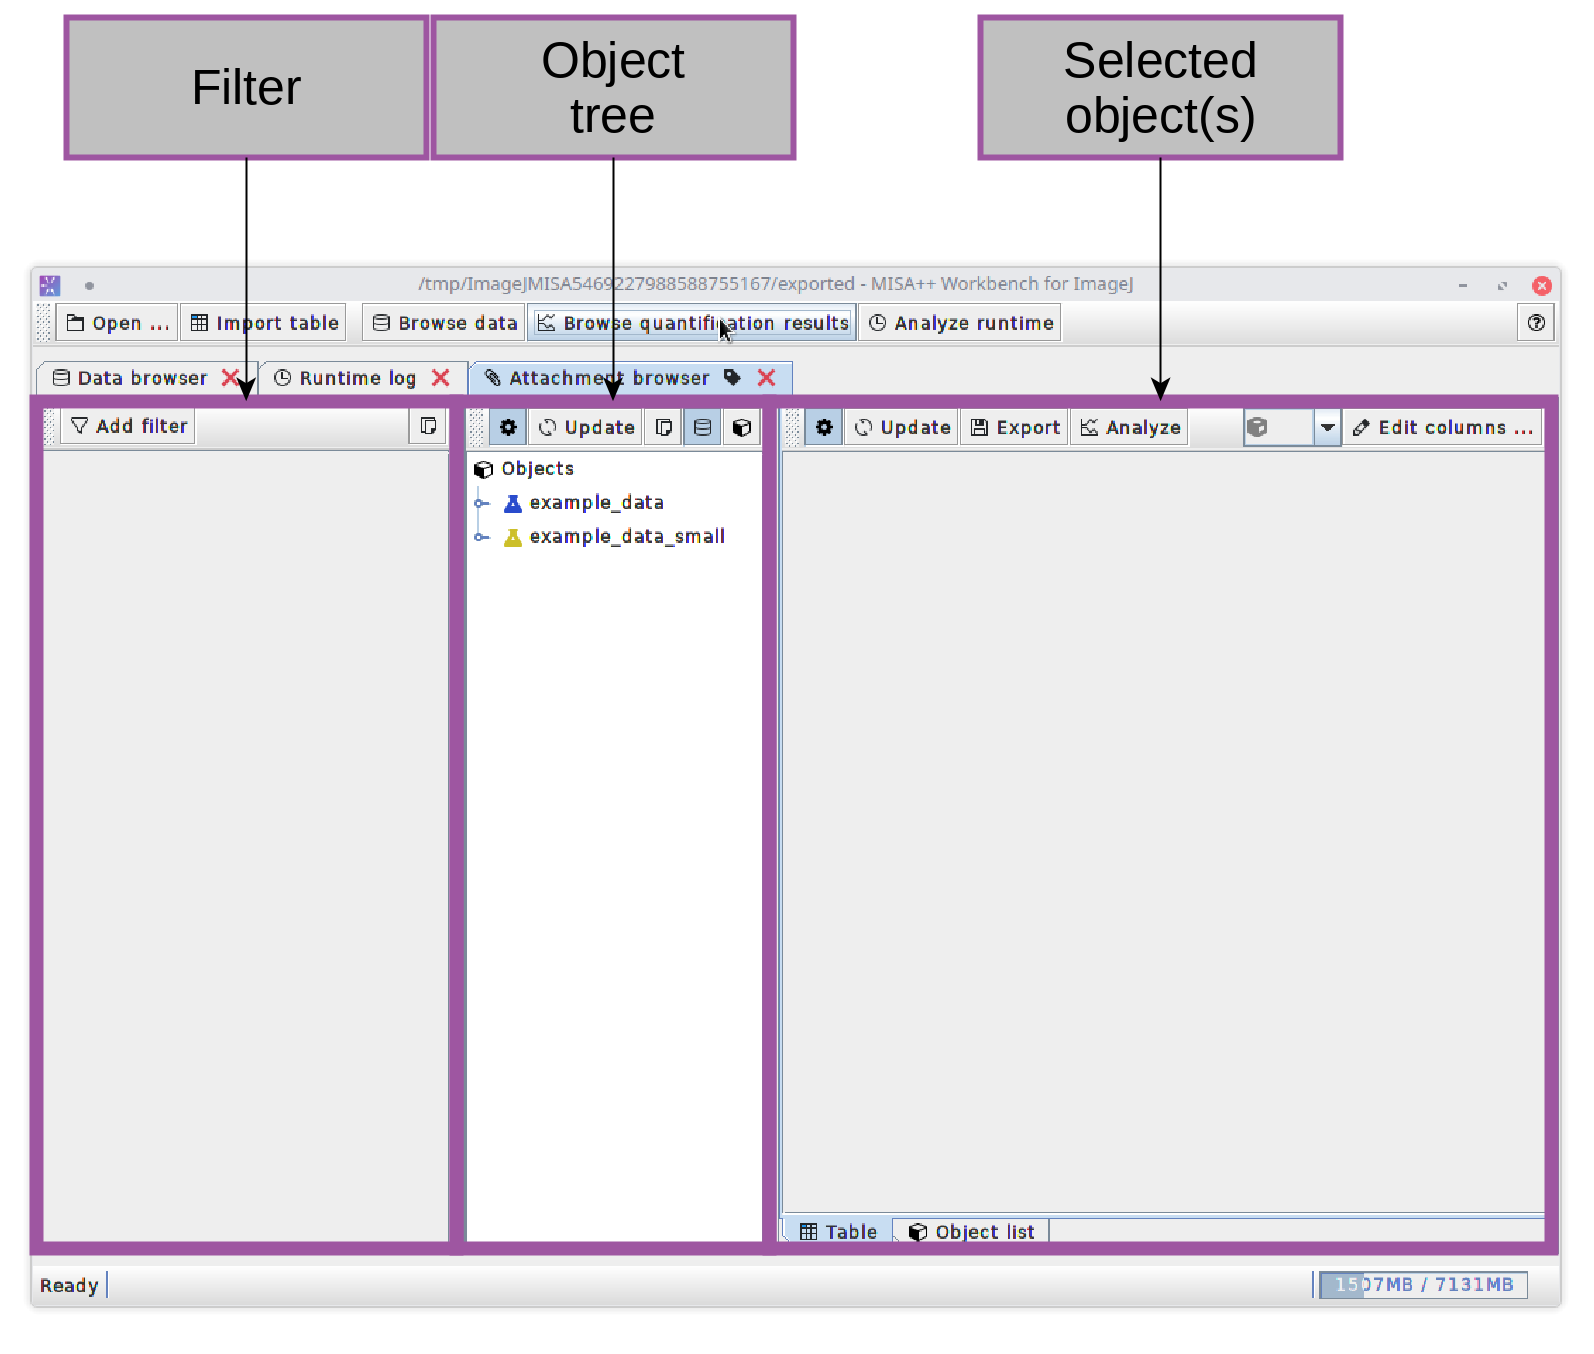 Filter
Object
tree
Selected
object(s)
/tmp/ImageJMISA5469227988588755167/exported - MISA++ Workbench for ImageJ
Open ... Import table Browse data Browse quantification results Analyze runtime
Data browser Runtime log Attachment browser
Add filter Update Update Export Analyze Edit columns ...
Objects
example_data
example_data_small
Table Object list
Ready 1507MB / 7131MB